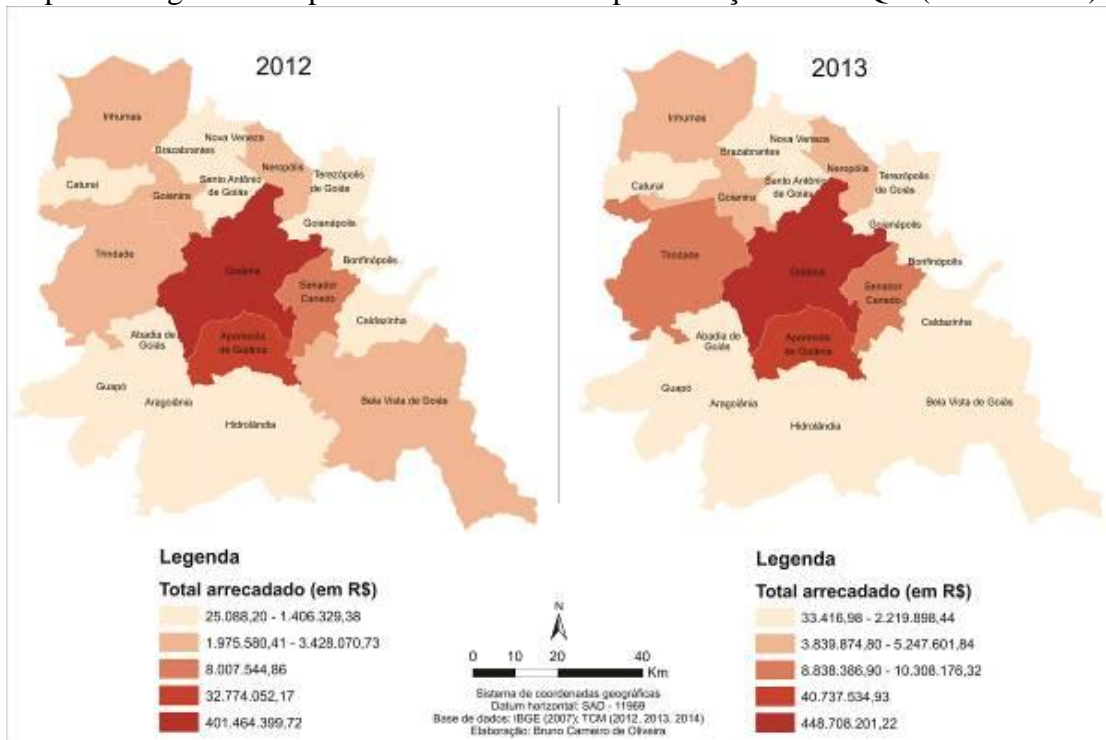 2012
Inhumas
Nova Veneza
Brazabrantes
Neropólis
Caturaí
Santo Antônio
de Goiás
Terezópolis
de Goiás
Goianira
Goianápolis
Trindade
Bonfinópolis
Goiânia
Senador
Canedo
Caldazinha
Abadia de
Goiás
Aparecida
de Goiânia
Guapó
Aragoiânia
Bela Vista de Goiás
Hidrolândia
Legenda
Total arrecadado (em R$)
25.088,20 - 1.406.329,38
1.975.580,41 - 3.428.070,73
8.007.544,86
32.774.052,17
401.464.399,72
2013
Inhumas
Nova Veneza
Brazabrantes
Neropólis
Caturaí
Santo Antônio
de Goiás
Terezópolis
de Goiás
Goianira
Goianápolis
Trindade
Bonfinópolis
Goiânia
Senador
Canedo
Caldazinha
Abadia de
Goiás
Aparecida
de Goiânia
Guapó
Aragoiânia
Bela Vista de Goiás
Hidrolândia
Legenda
Total arrecadado (em R$)
33.416,98 - 2.219.898,44
3.839.874,80 - 5.247.601,84
8.838.386,90 - 10.308.176,32
40.737.534,93
448.708.201,22
N
0 10 20 40
Km
Sistema de coordenadas geográficas
Datum horizontal: SAD - 11969
Base de dados: IBGE (2007); TCM (2012, 2013, 2014)
Elaboração: Bruno Carneiro de Oliveira